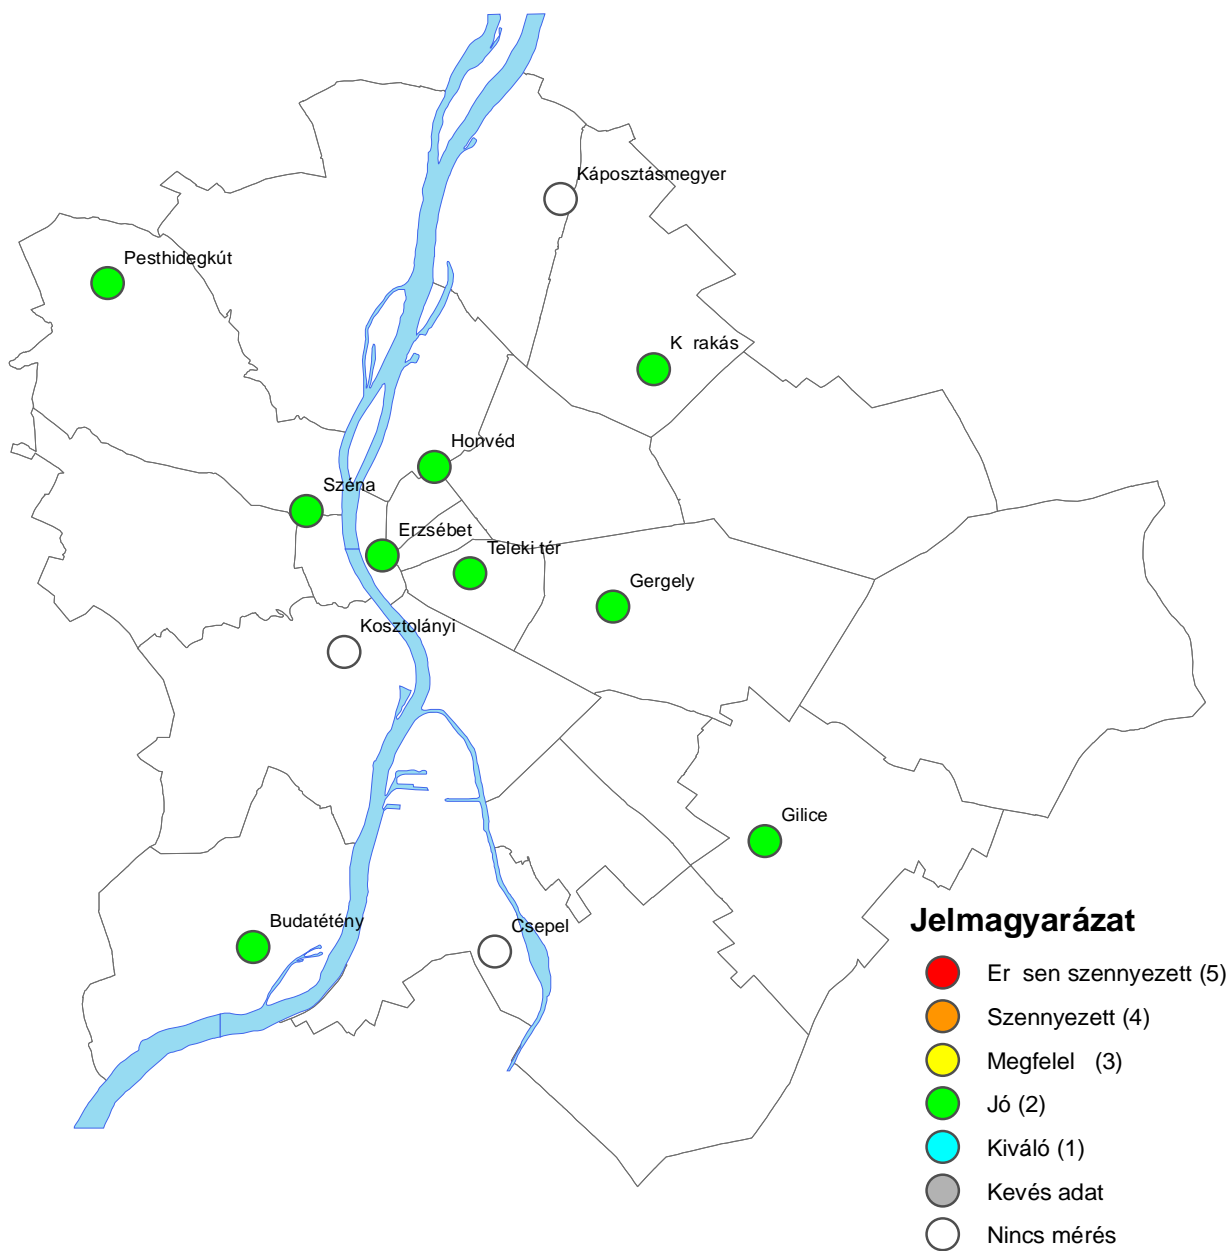 Káposztásmegyer
Pesthidegkút
K rakás
Honvéd
Széna
Erzsébet
Teleki tér
Gergely
Kosztolányi
Gilice
Budatétény
Csepel
Jelmagyarázat
Er sen szennyezett (5)
Szennyezett (4)
Megfelel (3)
Jó (2)
Kiváló (1)
Kevés adat
Nincs mérés